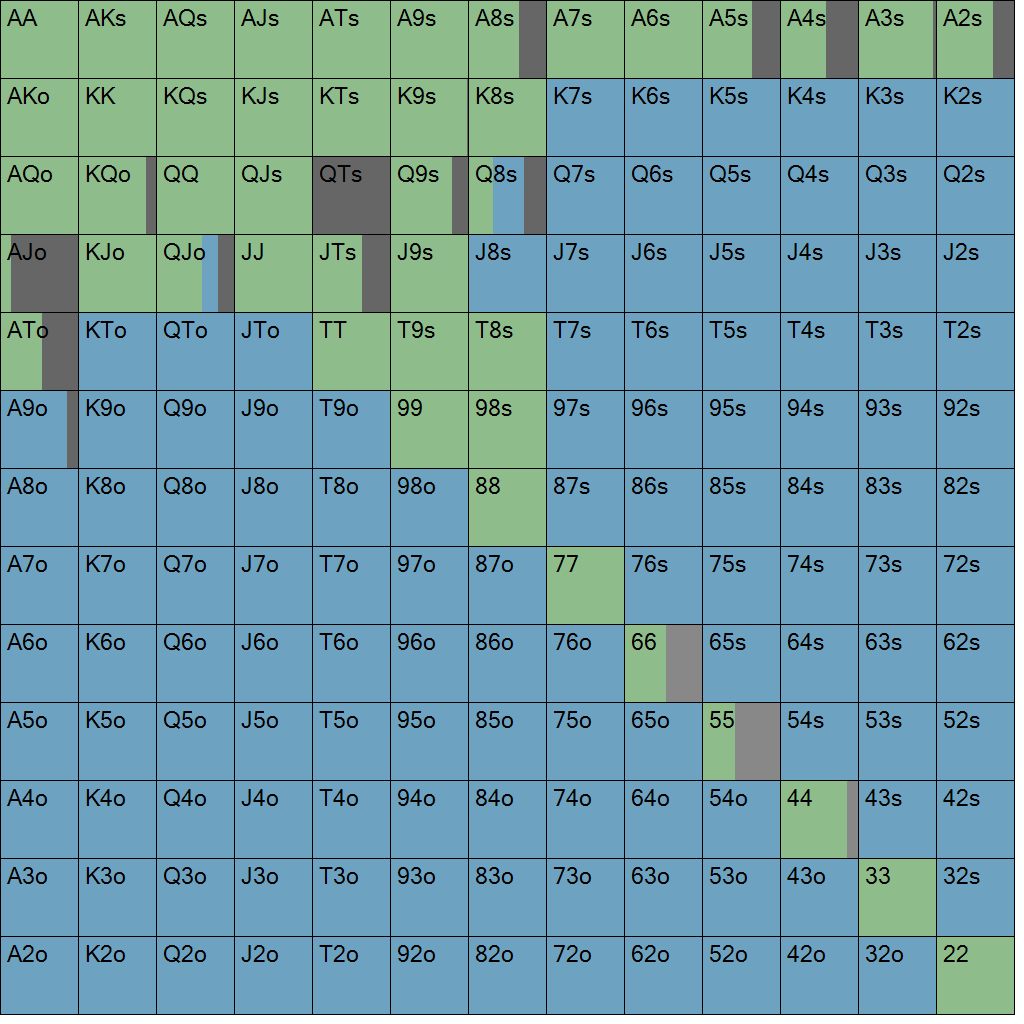 AA AKs AQs AJs ATs A9s A8s A7s A6s A5s A4s A3s A2s
AKo KK KQs KJs KTs K9s K8s K7s K6s K5s K4s K3s K2s
AQo KQo QQ QJs QTs Q9s Q8s Q7s Q6s Q5s Q4s Q3s Q2s
AJo KJo QJo JJ JTs J9s J8s J7s J6s J5s J4s J3s J2s
ATo KTo QTo JTo TT T9s T8s T7s T6s T5s T4s T3s T2s
A9o K9o Q9o J9o T9o 99 98s 97s 96s 95s 94s 93s 92s
A8o K8o Q8o J8o T8o 98o 88 87s 86s 85s 84s 83s 82s
A7o K7o Q7o J7o T7o 97o 87o 77 76s 75s 74s 73s 72s
A6o K6o Q6o J6o T6o 96o 86o 76o 66 65s 64s 63s 62s
A5o K5o Q5o J5o T5o 95o 85o 75o 65o 55 54s 53s 52s
A4o K4o Q4o J4o T4o 94o 84o 74o 64o 54o 44 43s 42s
A3o K3o Q3o J3o T3o 93o 83o 73o 63o 53o 43o 33 32s
A2o K2o Q2o J2o T2o 92o 82o 72o 62o 52o 42o 32o 22